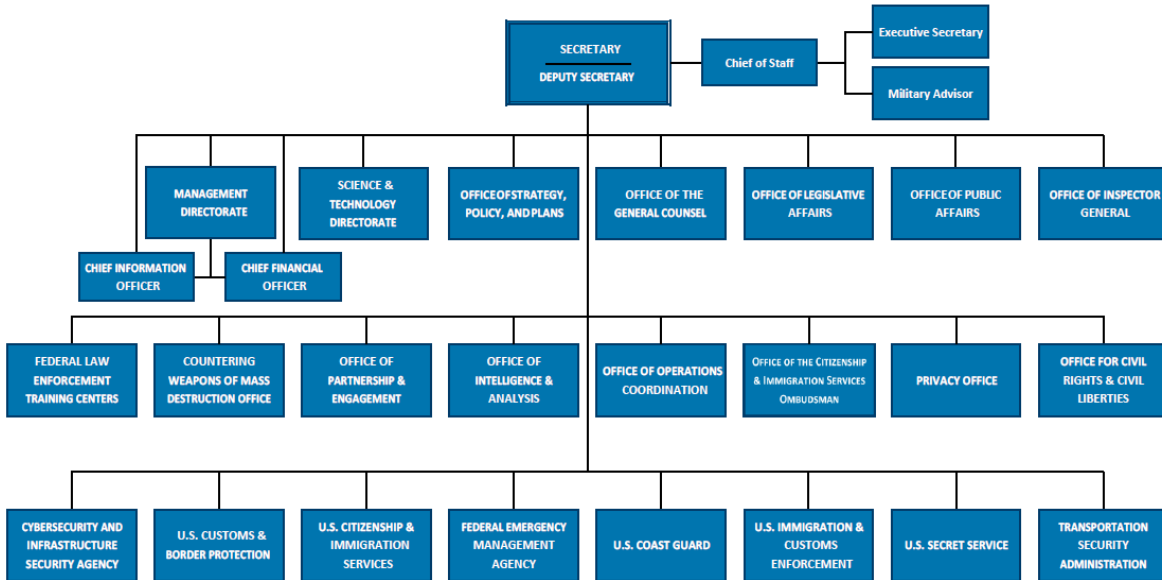 SECRETARY
DEPUTY SECRETARY
Chief of Staff
Executive Secretary
Military Advisor
MANAGEMENT
DIRECTORATE
SCIENCE &
TECHNOLOGY
DIRECTORATE
OFFICE OF STRATEGY,
POLICY, AND PLANS
OFFICE OF THE
GENERAL COUNSEL
OFFICE OF LEGISLATIVE
AFFAIRS
OFFICE OF PUBLIC
AFFAIRS
OFFICE OF INSPECTOR
GENERAL
CHIEF INFORMATION
OFFICER
CHIEF FINANCIAL
OFFICER
FEDERAL LAW
ENFORCEMENT
TRAINING CENTERS
COUNTERING
WEAPONS OF MASS
DESTRUCTION OFFICE
OFFICE OF
PARTNERSHIP &
ENGAGEMENT
OFFICE OF
INTELLIGENCE &
ANALYSIS
OFFICE OF OPERATIONS
COORDINATION
OFFICE OF THE CITIZENSHIP
& IMMIGRATION SERVICES
OMBUDSMAN
PRIVACY OFFICE
OFFICE FOR CIVIL
RIGHTS & CIVIL
LIBERTIES
CYBERSECURITY AND
INFRASTRUCTURE
SECURITY AGENCY
U.S. CUSTOMS &
BORDER PROTECTION
U.S. CITIZENSHIP &
IMMIGRATION
SERVICES
FEDERAL EMERGENCY
MANAGEMENT
AGENCY
U.S. COAST GUARD
U.S. IMMIGRATION &
CUSTOMS
ENFORCEMENT
U.S. SECRET SERVICE
TRANSPORTATION
SECURITY
ADMINISTRATION